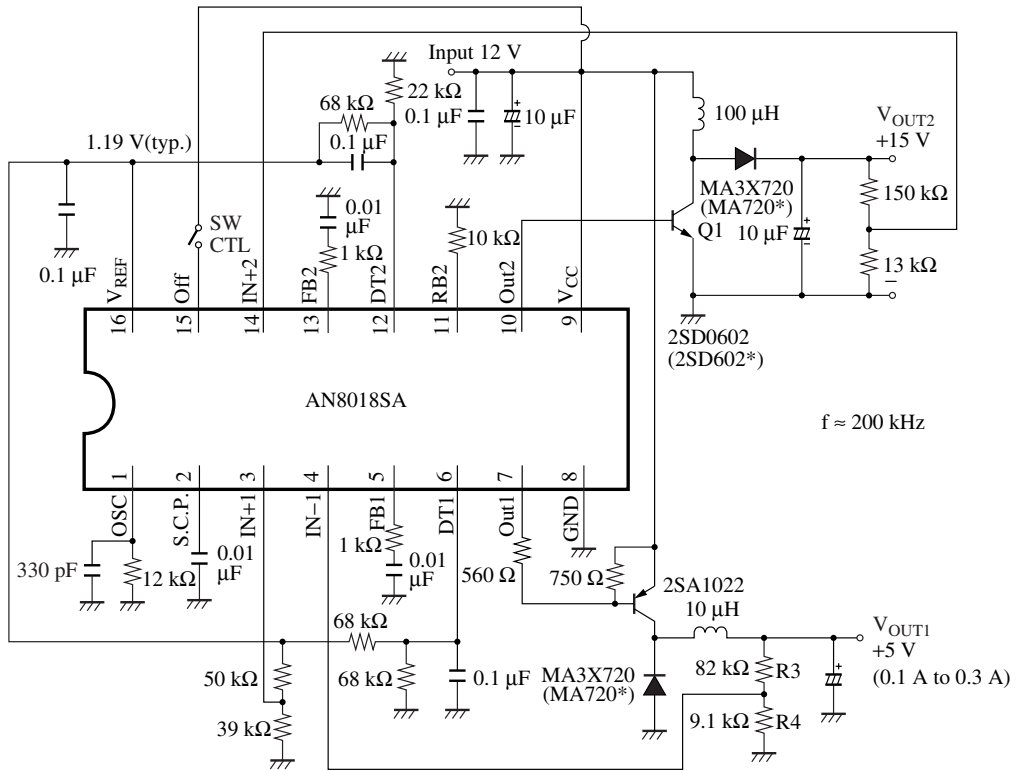 Input 12 V
22 kΩ
68 kΩ
0.1 µF
0.1 µF
+
10 µF
−
100 µH
1.19 V(typ.)
VOUT2
+15 V
MA3X720
(MA720*)
Q1
+
10 µF
−
150 kΩ
13 kΩ
−
0.1 µF
SW
CTL
0.01
µF
1 kΩ
10 kΩ
2SD0602
(2SD602*)
16 VREF
15 Off
14 IN+2
13 FB2
12 DT2
11 RB2
10 Out2
9 VCC
AN8018SA
f ≈ 200 kHz
OSC 1
S.C.P. 2
IN+1 3
IN−1 4
FB1 5
DT1 6
Out1 7
GND 8
330 pF
12 kΩ
0.01
µF
1 kΩ
0.01
µF
560 Ω
750 Ω
2SA1022
10 µH
68 kΩ
68 kΩ
0.1 µF
50 kΩ
39 kΩ
MA3X720
(MA720*)
82 kΩ
R3
9.1 kΩ
R4
+
−
VOUT1
+5 V
(0.1 A to 0.3 A)